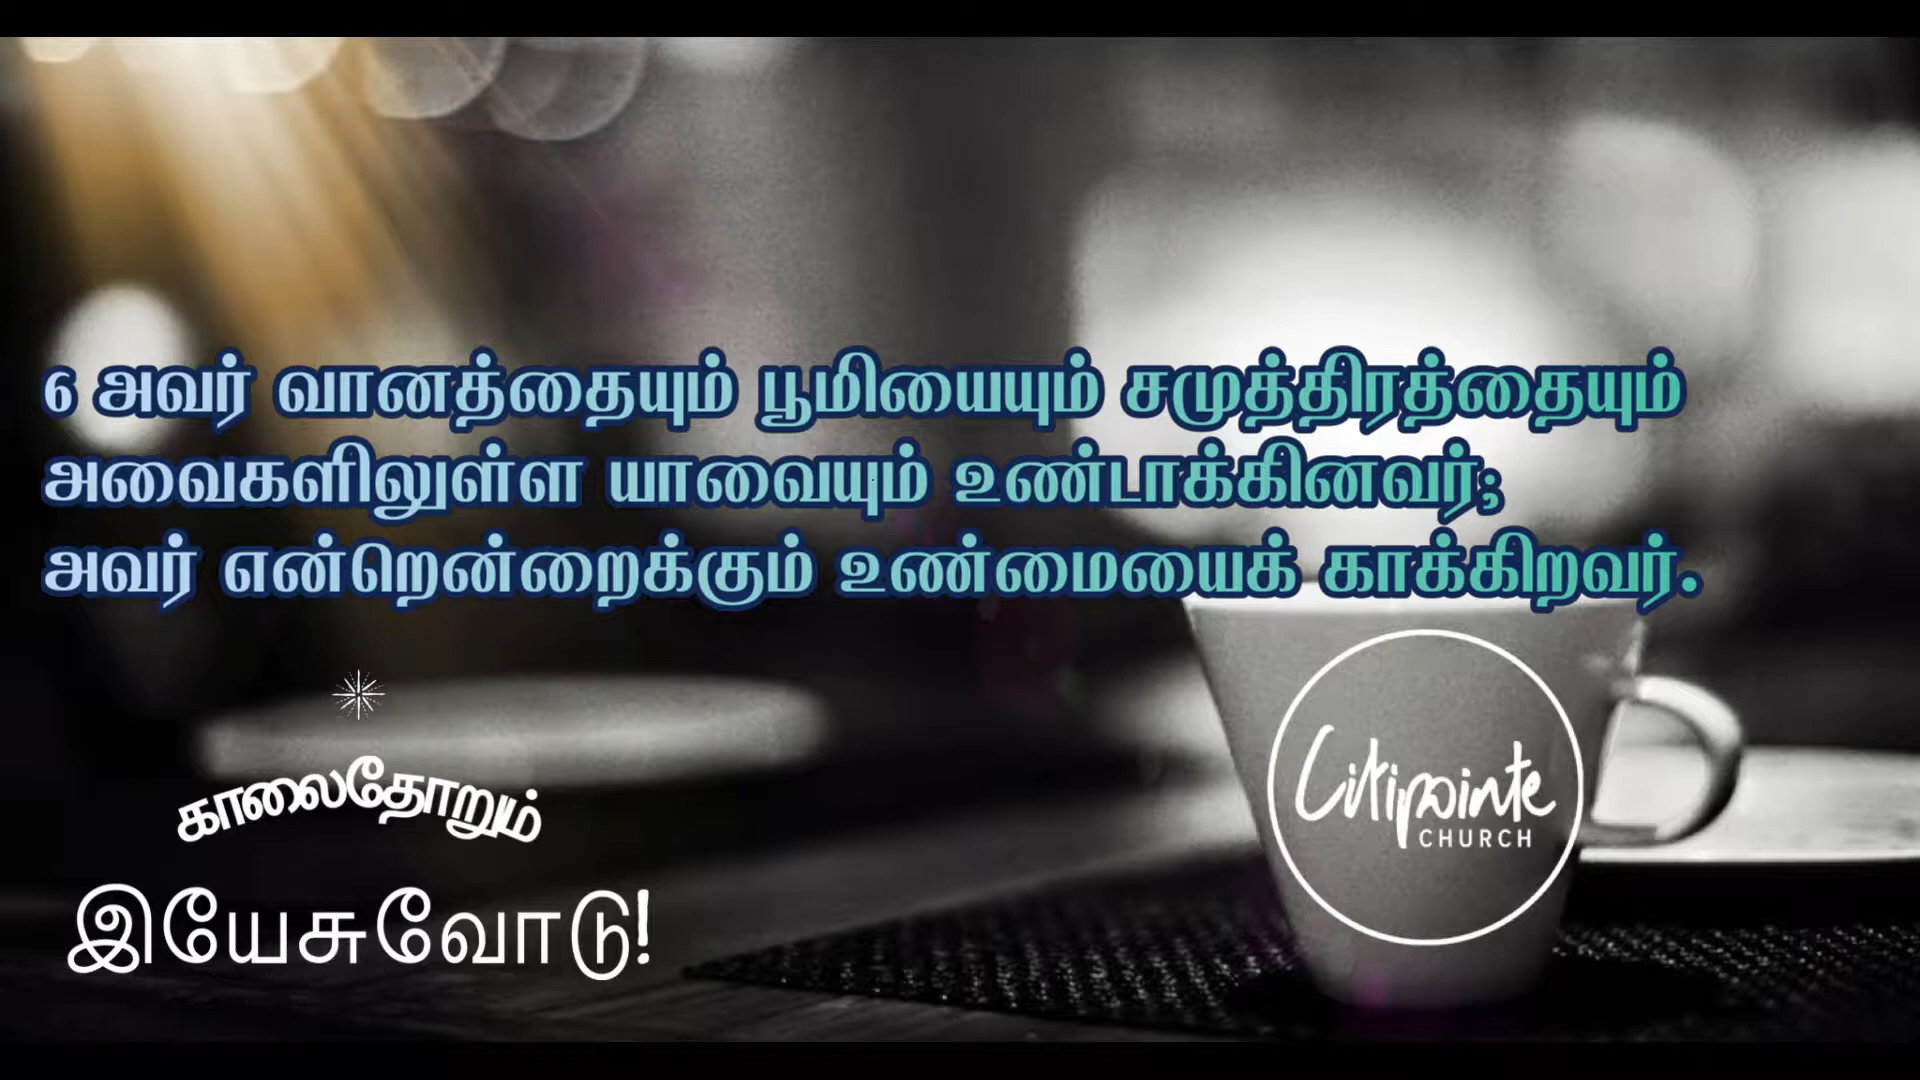 6 அவர் வானத்தையும் பூமியையும் சமுத்திரத்தையும்
அவைகளிலுள்ள யாவையும் உண்டாக்கினவர்;
அவர் என்றென்றைக்கும் உண்மையைக் காக்கிறவர்.
காலைதோறும்
இயேசுவோடு!
Citipointe
CHURCH